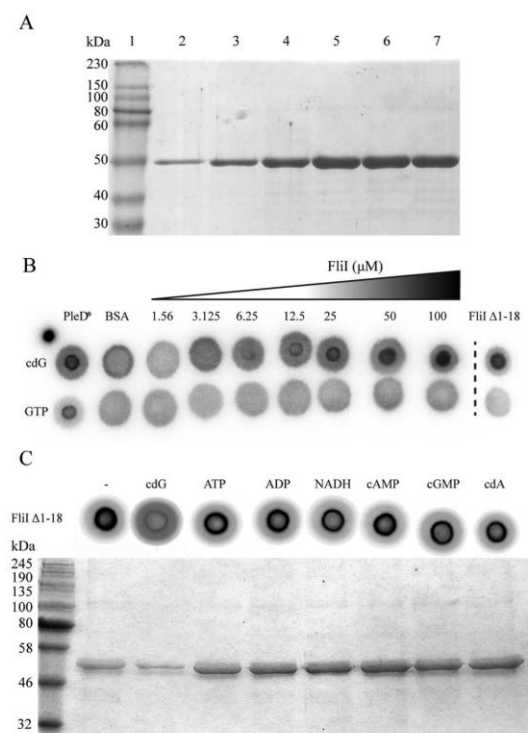 A
kDa 1 2 3 4 5 6 7
230
150
100
80
60
50
40
30
B
FliI (µM)
PleD* BSA 1.56 3.125 6.25 12.5 25 50 100 FliI Δ1-18
cdG
GTP
C
- cdG ATP ADP NADH cAMP cGMP cdA
FliI Δ1-18
kDa
245
190
135
100
80
58
46
32